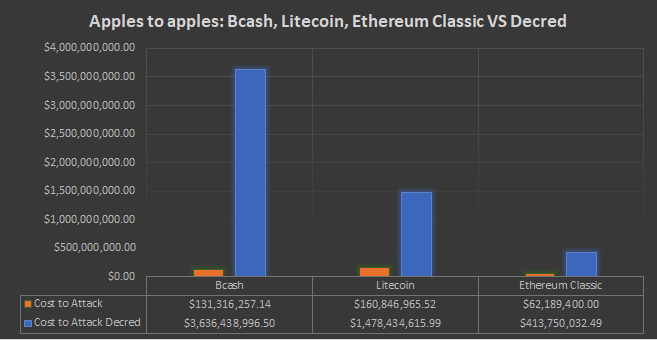 Apples to apples: Bcash, Litecoin, Ethereum Classic VS Decred
$4,000,000,000.00
$3,500,000,000.00
$3,000,000,000.00
$2,500,000,000.00
$2,000,000,000.00
$1,500,000,000.00
$1,000,000,000.00
$500,000,000.00
$0.00
Bcash Litecoin Ethereum Classic
Cost to Attack $131,316,257.14 $160,846,965.52 $62,189,400.00
Cost to Attack Decred $3,636,438,996.50 $1,478,434,615.99 $413,750,032.49